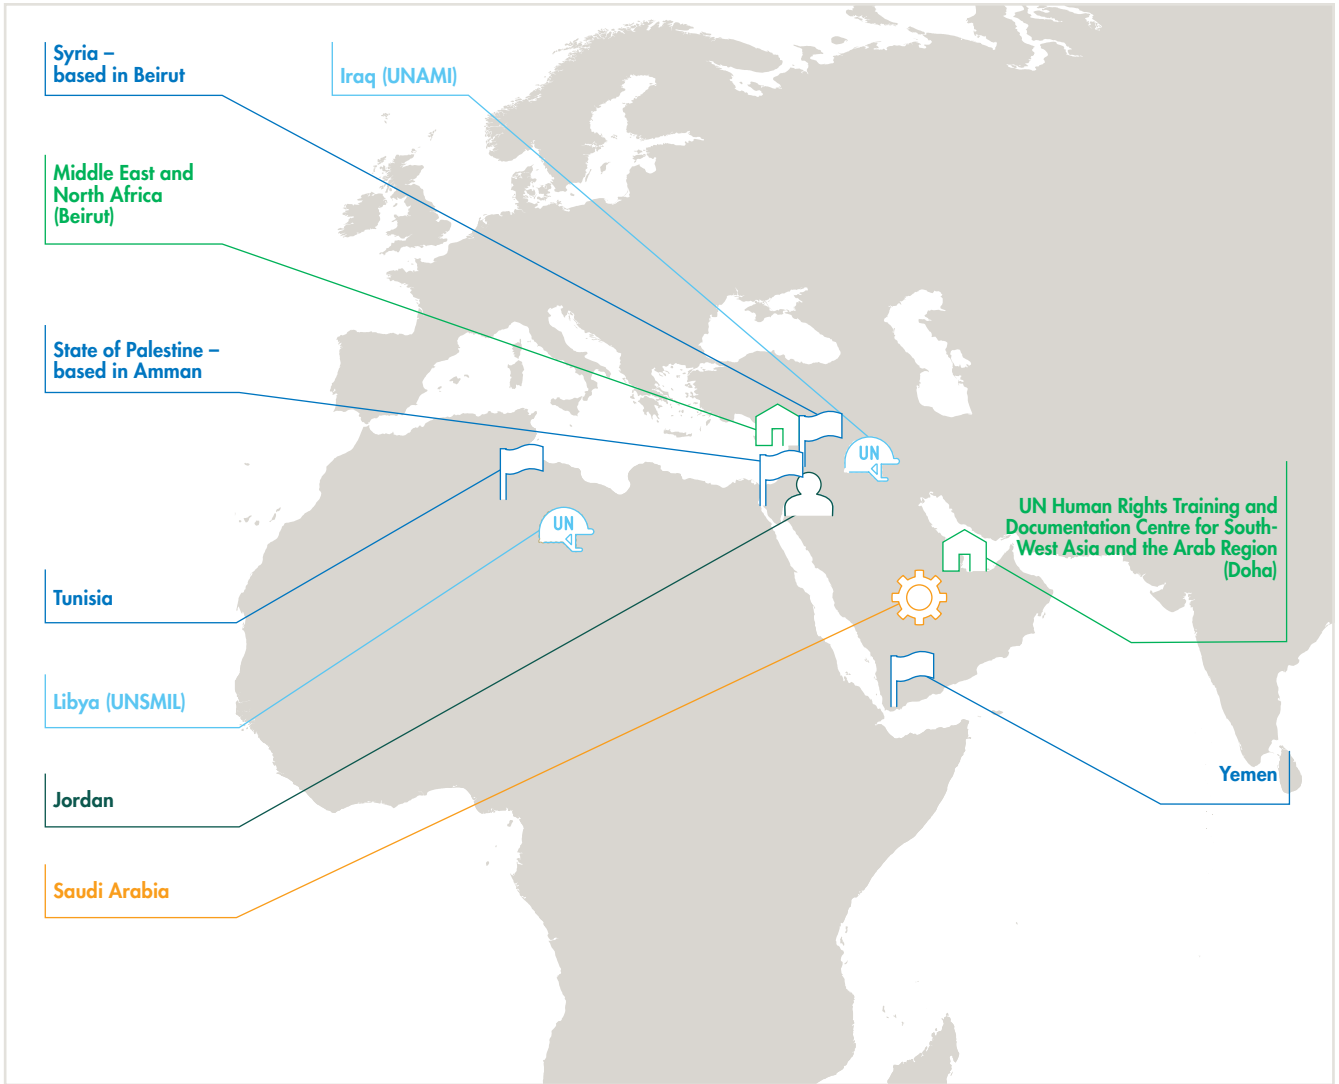 Syria –
based in Beirut
Iraq (UNAMI)
Middle East and
North Africa
(Beirut)
State of Palestine –
based in Amman
UN
UN Human Rights Training and
Documentation Centre for South-
West Asia and the Arab Region
(Doha)
UN
Tunisia
Libya (UNSMIL)
Yemen
Jordan
Saudi Arabia